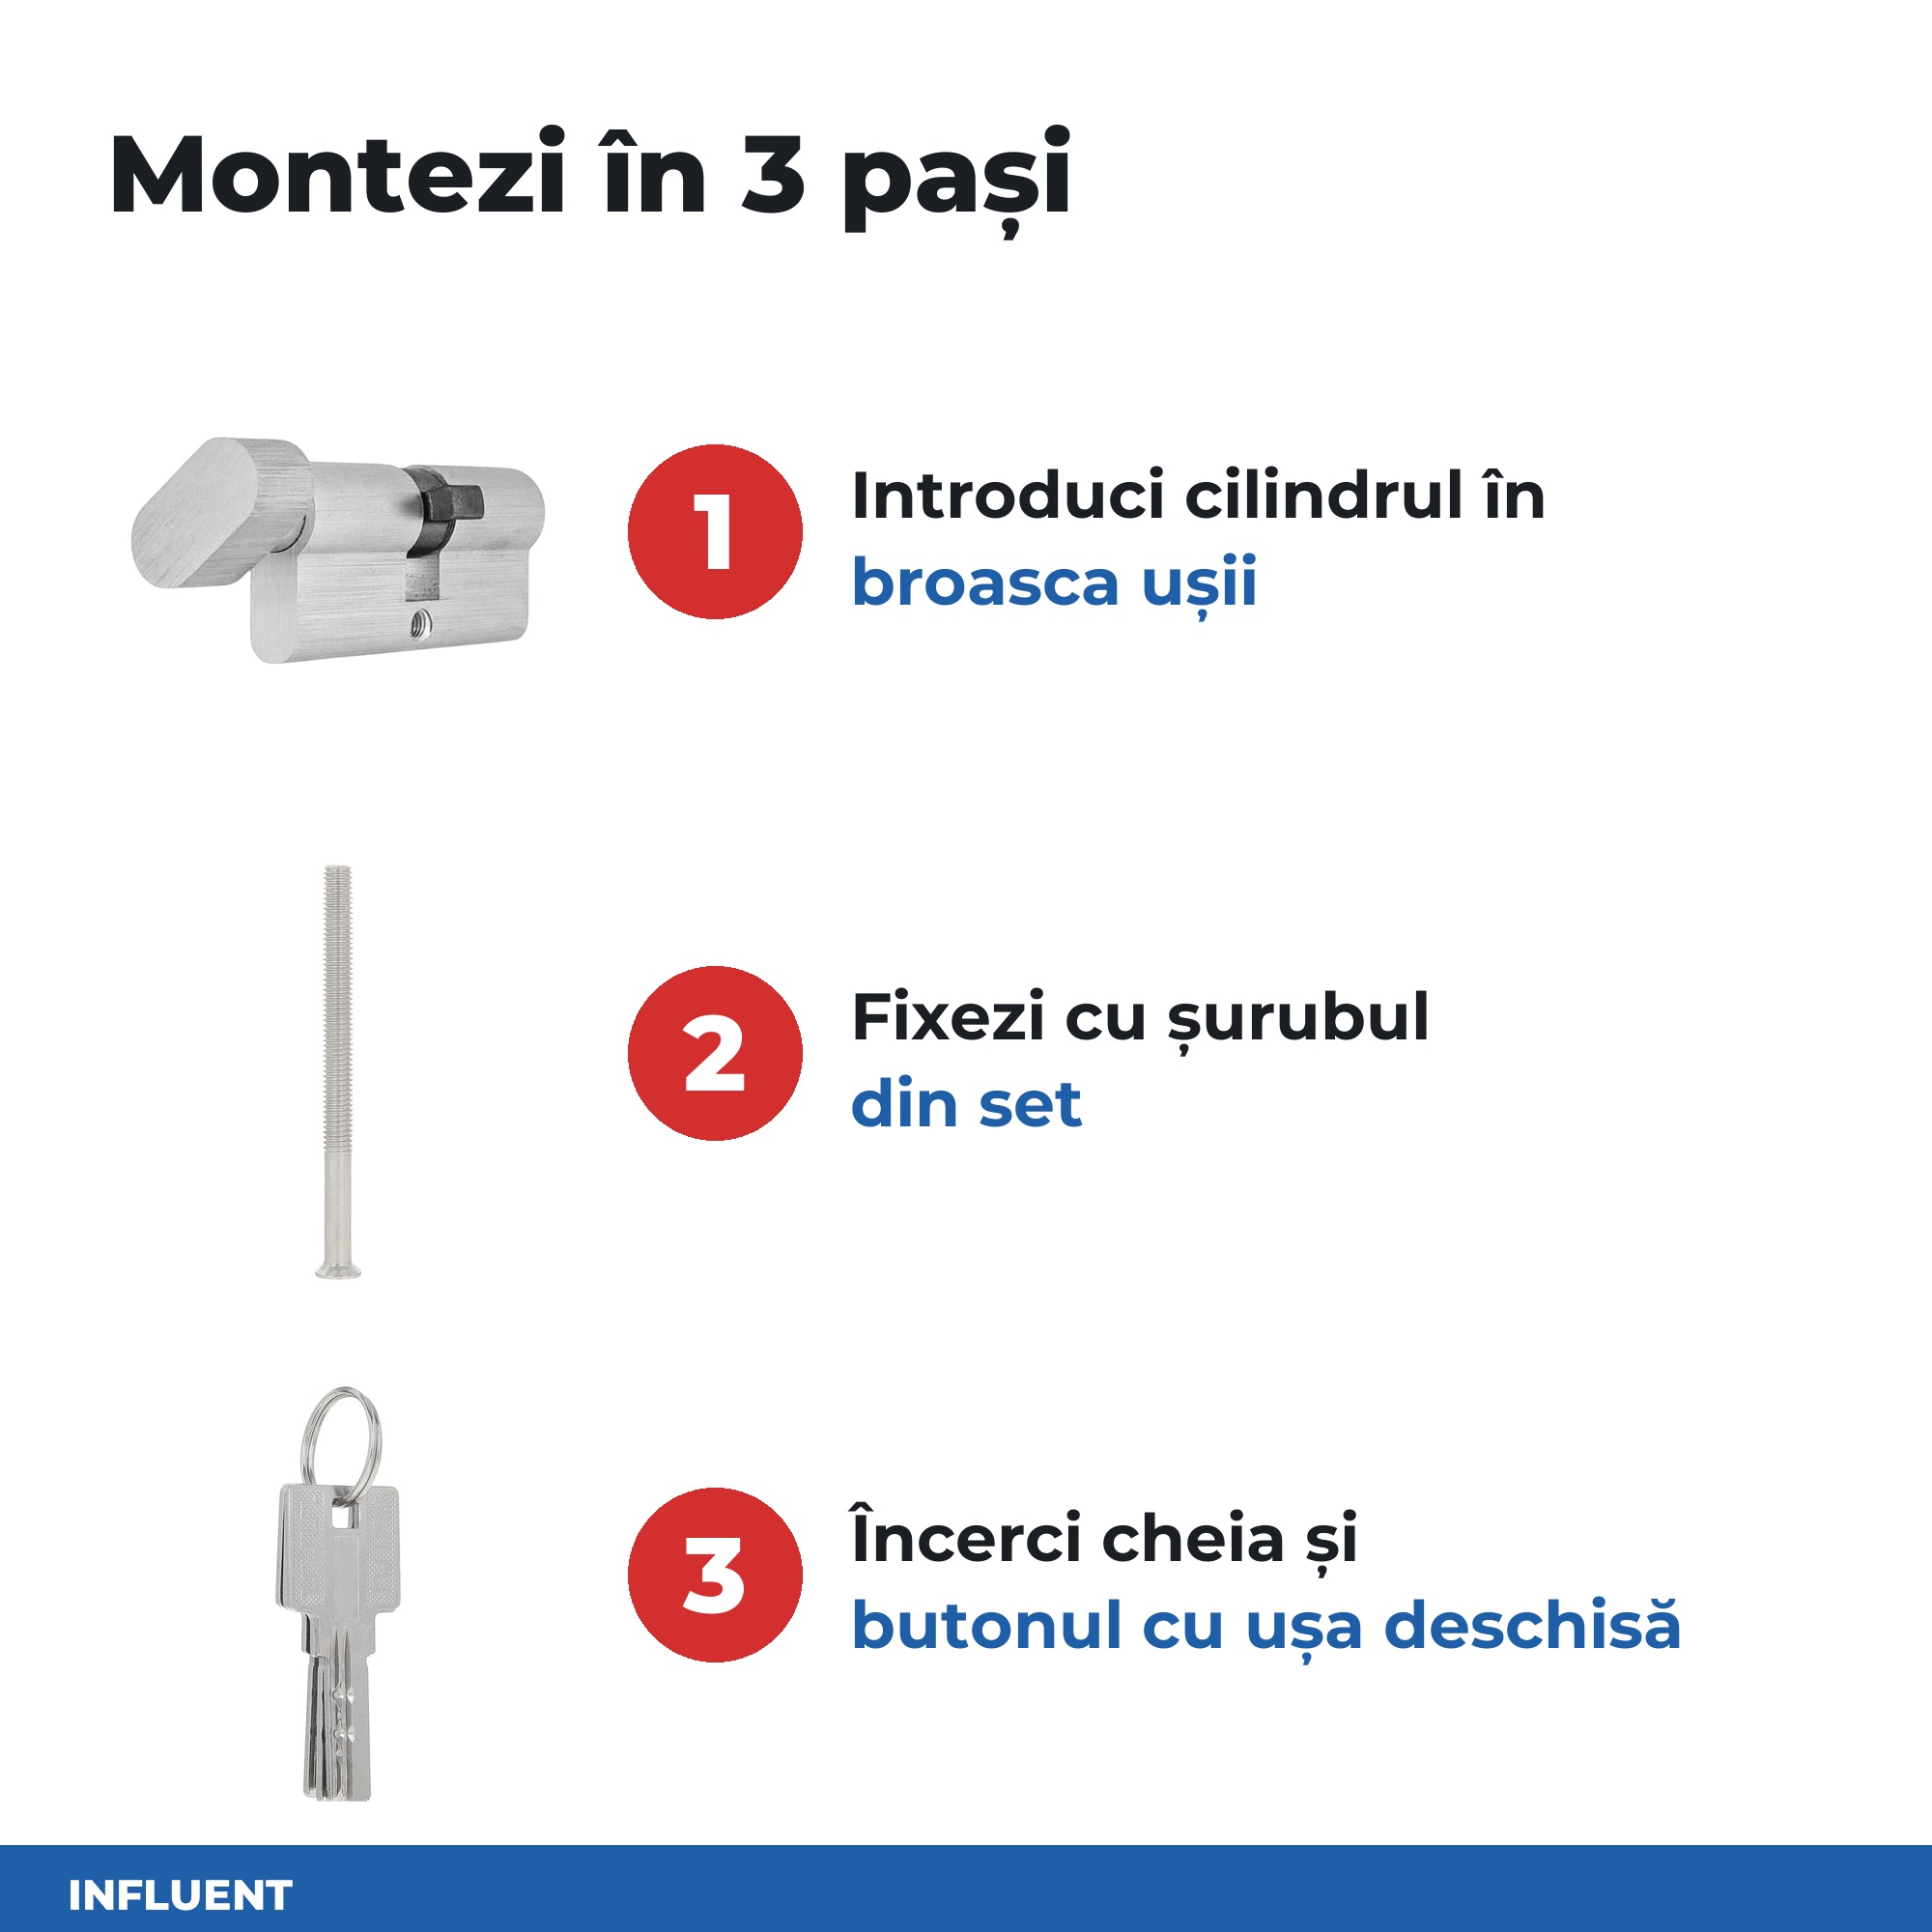 Montezi în 3 pași
1
Introduci cilindrul în
broasca ușii
2
Fixezi cu șurubul
din set
3
Încerci cheia și
butonul cu ușa deschisă
INFLUENT